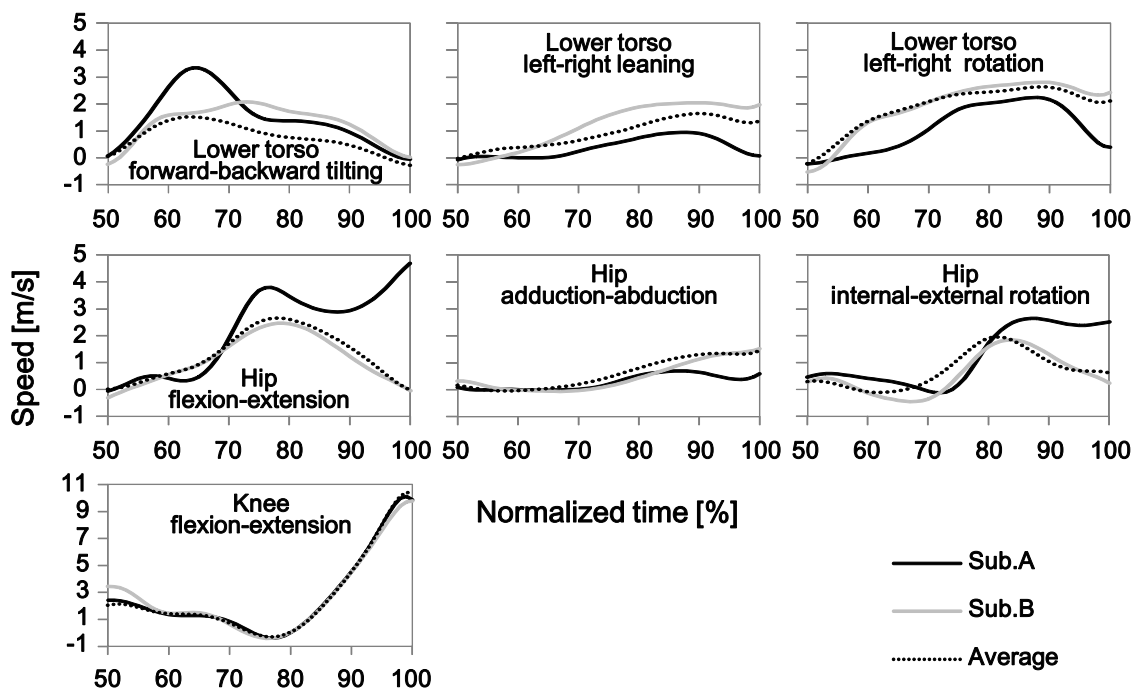 5
4
3
2
1
0
-1
Lower torso
forward-backward tilting
50 60 70 80 90 100
Lower torso
left-right leaning
50 60 70 80 90 100
Lower torso
left-right rotation
50 60 70 80 90 100
Speed [m/s]
5
4
3
2
1
0
-1
Hip
flexion-extension
50 60 70 80 90 100
Hip
adduction-abduction
50 60 70 80 90 100
Hip
internal-external rotation
50 60 70 80 90 100
11
9
7
5
3
1
-1
Knee
flexion-extension
50 60 70 80 90 100
Normalized time [%]
Sub.A
Sub.B
Average